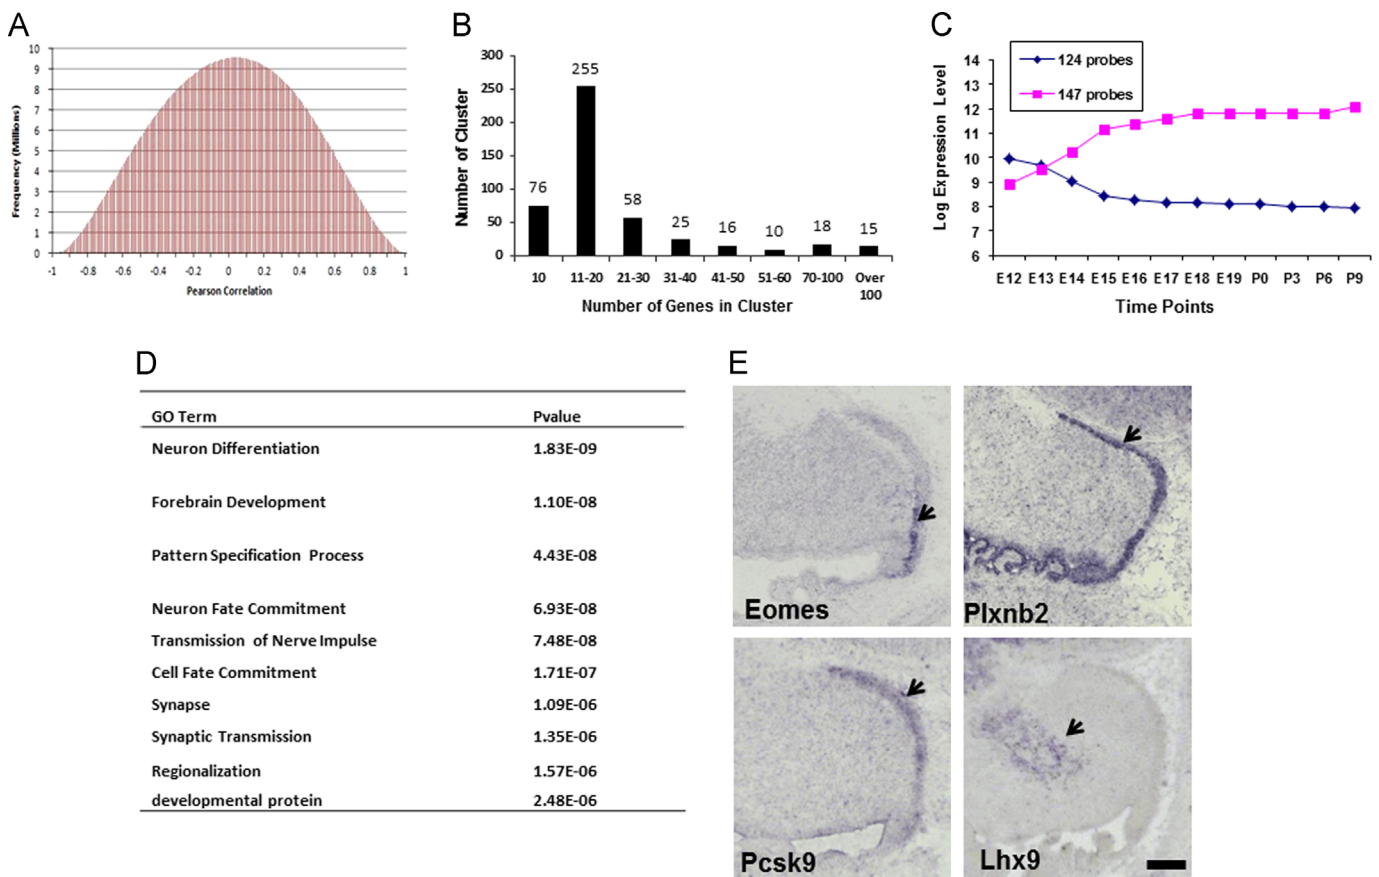 A
Frequency (Millions)
10
9
8
7
6
5
4
3
2
1
0
-1 -0.8 -0.6 -0.4 -0.2 0 0.2 0.4 0.6 0.8 1
Pearson Correlation
B
Number of Cluster
300
250
200
150
100
50
0
76 255 58 25 16 10 18 15
10 11-20 21-30 31-40 41-50 51-60 70-100 Over 100
Number of Genes in Cluster
C
124 probes
147 probes
Log Expression Level
14
13
12
11
10
9
8
7
6
E12 E13 E14 E15 E16 E17 E18 E19 P0 P3 P6 P9
Time Points
D
GO Term Pvalue
Neuron Differentiation 1.83E-09
Forebrain Development 1.10E-08
Pattern Specification Process 4.43E-08
Neuron Fate Commitment 6.93E-08
Transmission of Nerve Impulse 7.48E-08
Cell Fate Commitment 1.71E-07
Synapse 1.09E-06
Synaptic Transmission 1.35E-06
Regionalization 1.57E-06
developmental protein 2.48E-06
E
Eomes
Plxnb2
Pcsk9
Lhx9